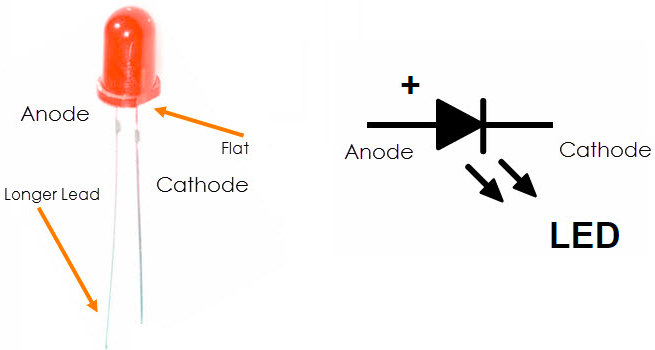 Anode
Flat
Cathode
Longer Lead
+
Anode
Cathode
LED